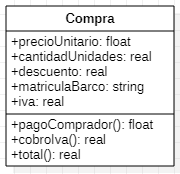 Compra
+precioUnitario: float
+cantidadUnidades: real
+descuento: real
+matriculaBarco: string
+iva: real
+pagoComprador(): float
+cobroIva(): real
+total(): real